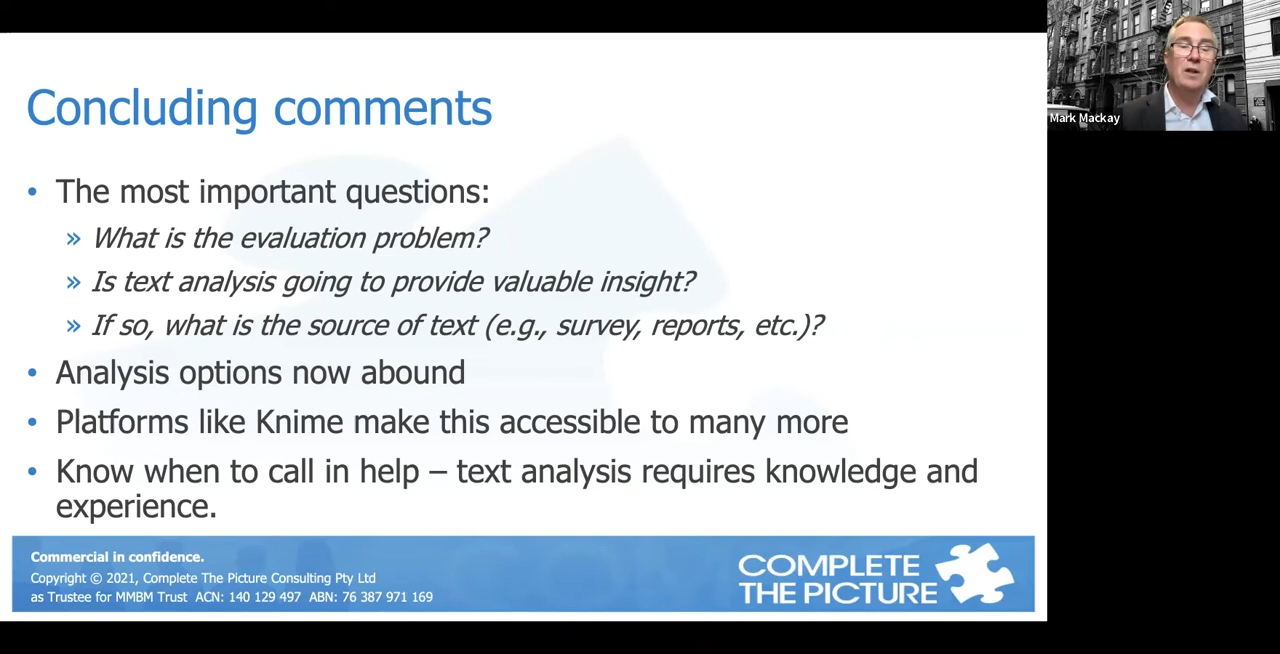 Concluding comments
• The most important questions:
» What is the evaluation problem?
» Is text analysis going to provide valuable insight?
» If so, what is the source of text (e.g., survey, reports, etc.)?
• Analysis options now abound
• Platforms like Knime make this accessible to many more
• Know when to call in help – text analysis requires knowledge and
experience.
Commercial in confidence.
Copyright © 2021, Complete The Picture Consulting Pty Ltd
as Trustee for MMBM Trust ACN: 140 129 497 ABN: 76 387 971 169
COMPLETE
THE PICTURE
Mark Mackay